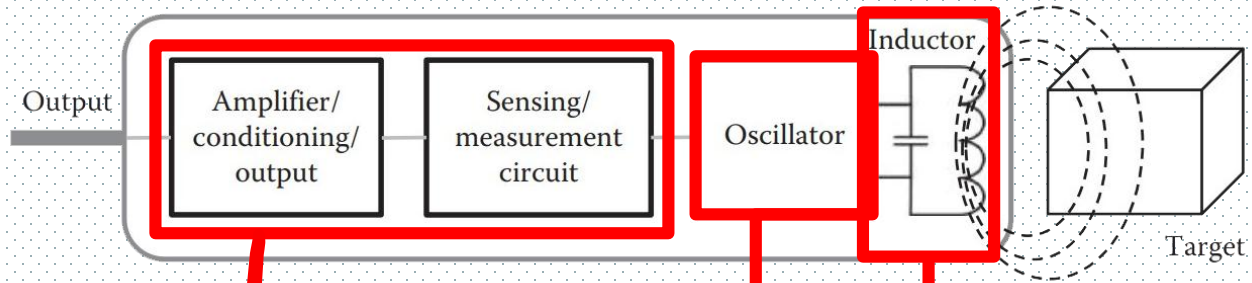 Output
Amplifier/
conditioning/
output
Sensing/
measurement
circuit
Oscillator
Inductor
Target